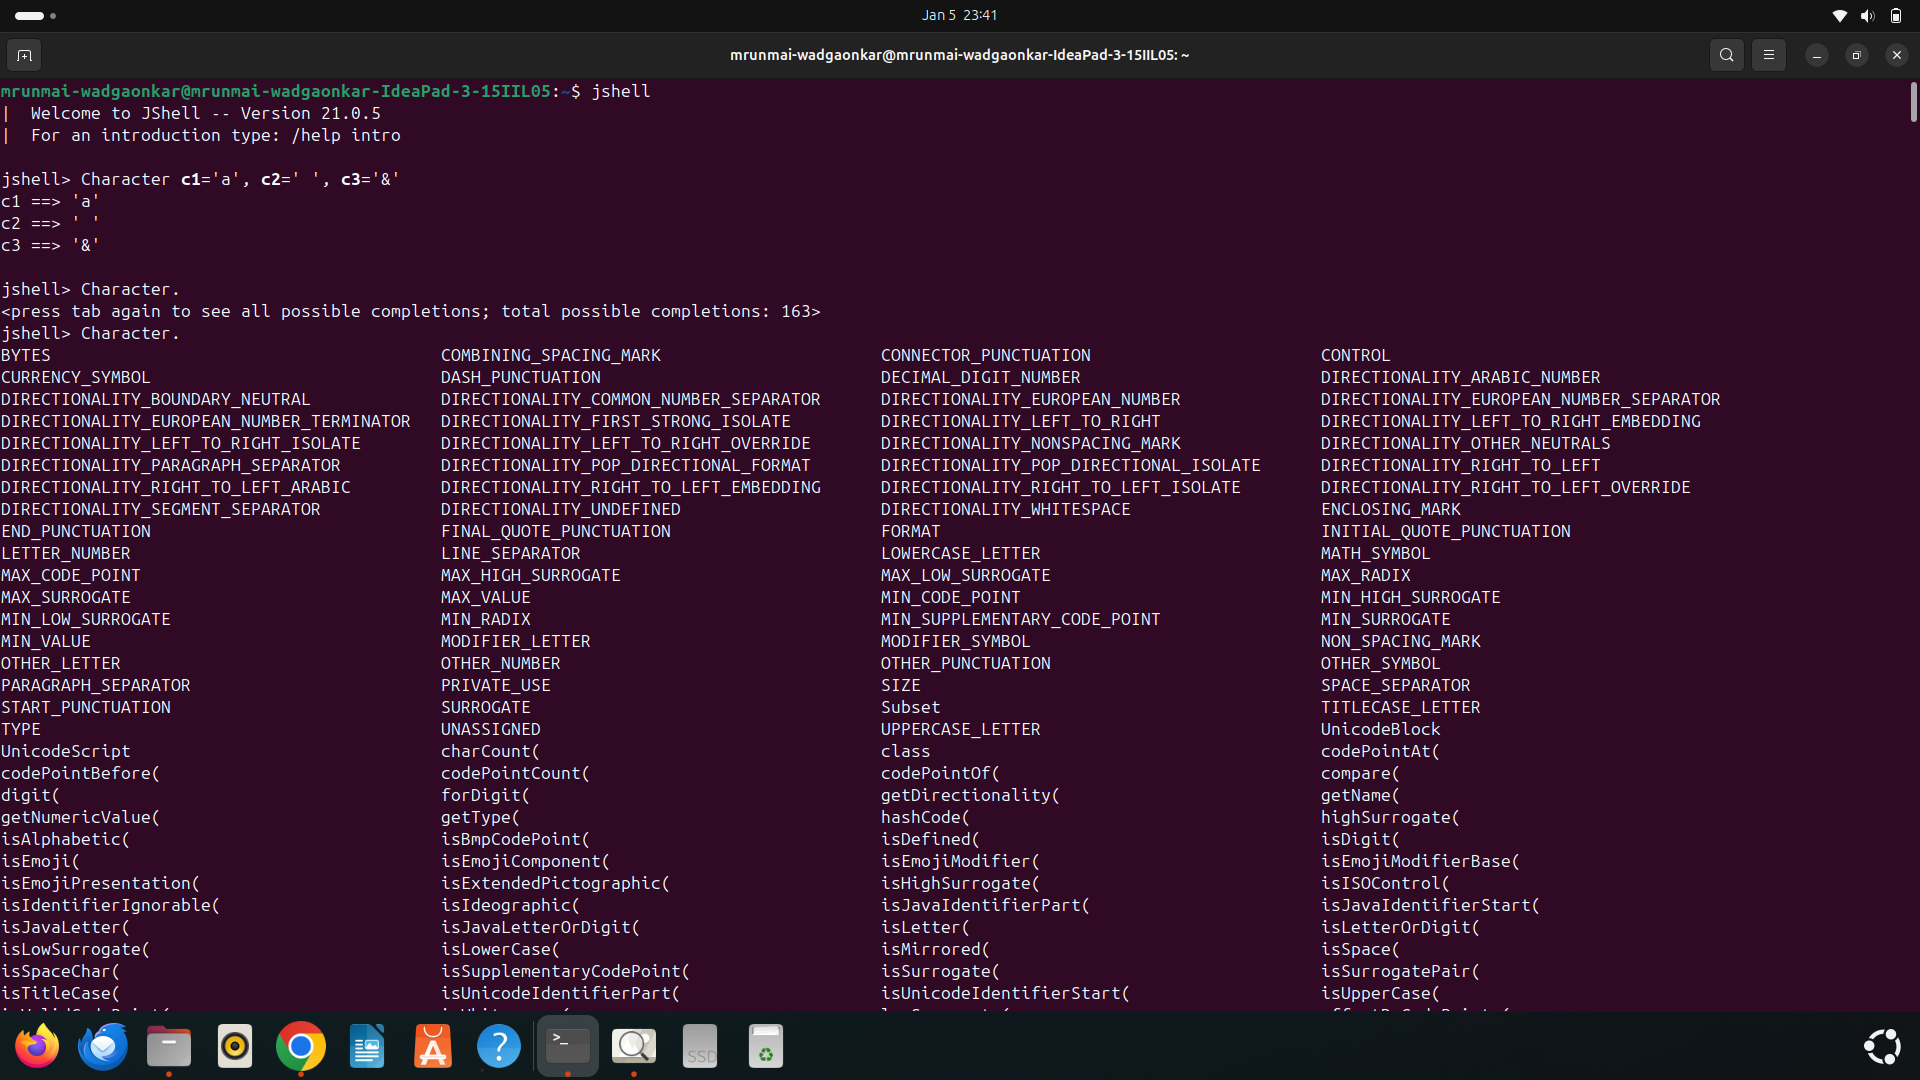 Jan 5 23:41
mrunmai-wadgaonkar@mrunmai-wadgaonkar-IdeaPad-3-15IIL05: ~
mrunmai-wadgaonkar@mrunmai-wadgaonkar-IdeaPad-3-15IIL05:~$ jshell
|  Welcome to JShell -- Version 21.0.5
|  For an introduction type: /help intro
jshell> Character c1='a', c2=' ', c3='&'
c1 ==> 'a'
c2 ==> ' '
c3 ==> '&'
jshell> Character.
<press tab again to see all possible completions; total possible completions: 163>
jshell> Character.
BYTES COMBINING_SPACING_MARK CONNECTOR_PUNCTUATION CONTROL
CURRENCY_SYMBOL DASH_PUNCTUATION DECIMAL_DIGIT_NUMBER DIRECTIONALITY_ARABIC_NUMBER
DIRECTIONALITY_BOUNDARY_NEUTRAL DIRECTIONALITY_COMMON_NUMBER_SEPARATOR DIRECTIONALITY_EUROPEAN_NUMBER DIRECTIONALITY_EUROPEAN_NUMBER_SEPARATOR
DIRECTIONALITY_EUROPEAN_NUMBER_TERMINATOR DIRECTIONALITY_FIRST_STRONG_ISOLATE DIRECTIONALITY_LEFT_TO_RIGHT DIRECTIONALITY_LEFT_TO_RIGHT_EMBEDDING
DIRECTIONALITY_LEFT_TO_RIGHT_ISOLATE DIRECTIONALITY_LEFT_TO_RIGHT_OVERRIDE DIRECTIONALITY_NONSPACING_MARK DIRECTIONALITY_OTHER_NEUTRALS
DIRECTIONALITY_PARAGRAPH_SEPARATOR DIRECTIONALITY_POP_DIRECTIONAL_FORMAT DIRECTIONALITY_POP_DIRECTIONAL_ISOLATE DIRECTIONALITY_RIGHT_TO_LEFT
DIRECTIONALITY_RIGHT_TO_LEFT_ARABIC DIRECTIONALITY_RIGHT_TO_LEFT_EMBEDDING DIRECTIONALITY_RIGHT_TO_LEFT_ISOLATE DIRECTIONALITY_RIGHT_TO_LEFT_OVERRIDE
DIRECTIONALITY_SEGMENT_SEPARATOR DIRECTIONALITY_UNDEFINED DIRECTIONALITY_WHITESPACE ENCLOSING_MARK
END_PUNCTUATION FINAL_QUOTE_PUNCTUATION FORMAT INITIAL_QUOTE_PUNCTUATION
LETTER_NUMBER LINE_SEPARATOR LOWERCASE_LETTER MATH_SYMBOL
MAX_CODE_POINT MAX_HIGH_SURROGATE MAX_LOW_SURROGATE MAX_RADIX
MAX_SURROGATE MAX_VALUE MIN_CODE_POINT MIN_HIGH_SURROGATE
MIN_LOW_SURROGATE MIN_RADIX MIN_SUPPLEMENTARY_CODE_POINT MIN_SURROGATE
MIN_VALUE MODIFIER_LETTER MODIFIER_SYMBOL NON_SPACING_MARK
OTHER_LETTER OTHER_NUMBER OTHER_PUNCTUATION OTHER_SYMBOL
PARAGRAPH_SEPARATOR PRIVATE_USE SIZE SPACE_SEPARATOR
START_PUNCTUATION SURROGATE Subset TITLECASE_LETTER
TYPE UNASSIGNED UPPERCASE_LETTER UnicodeBlock
UnicodeScript charCount( class codePointAt(
codePointBefore( codePointCount( codePointOf( compare(
digit( forDigit( getDirectionality( getName(
getNumericValue( getType( hashCode( highSurrogate(
isAlphabetic( isBmpCodePoint( isDefined( isDigit(
isEmoji( isEmojiComponent( isEmojiModifier( isEmojiModifierBase(
isEmojiPresentation( isExtendedPictographic( isHighSurrogate( isISOControl(
isIdentifierIgnorable( isIdeographic( isJavaIdentifierPart( isJavaIdentifierStart(
isJavaLetter( isJavaLetterOrDigit( isLetter( isLetterOrDigit(
isLowSurrogate( isLowerCase( isMirrored( isSpace(
isSpaceChar( isSupplementaryCodePoint( isSurrogate( isSurrogatePair(
isTitleCase( isUnicodeIdentifierPart( isUnicodeIdentifierStart( isUpperCase(
SSD